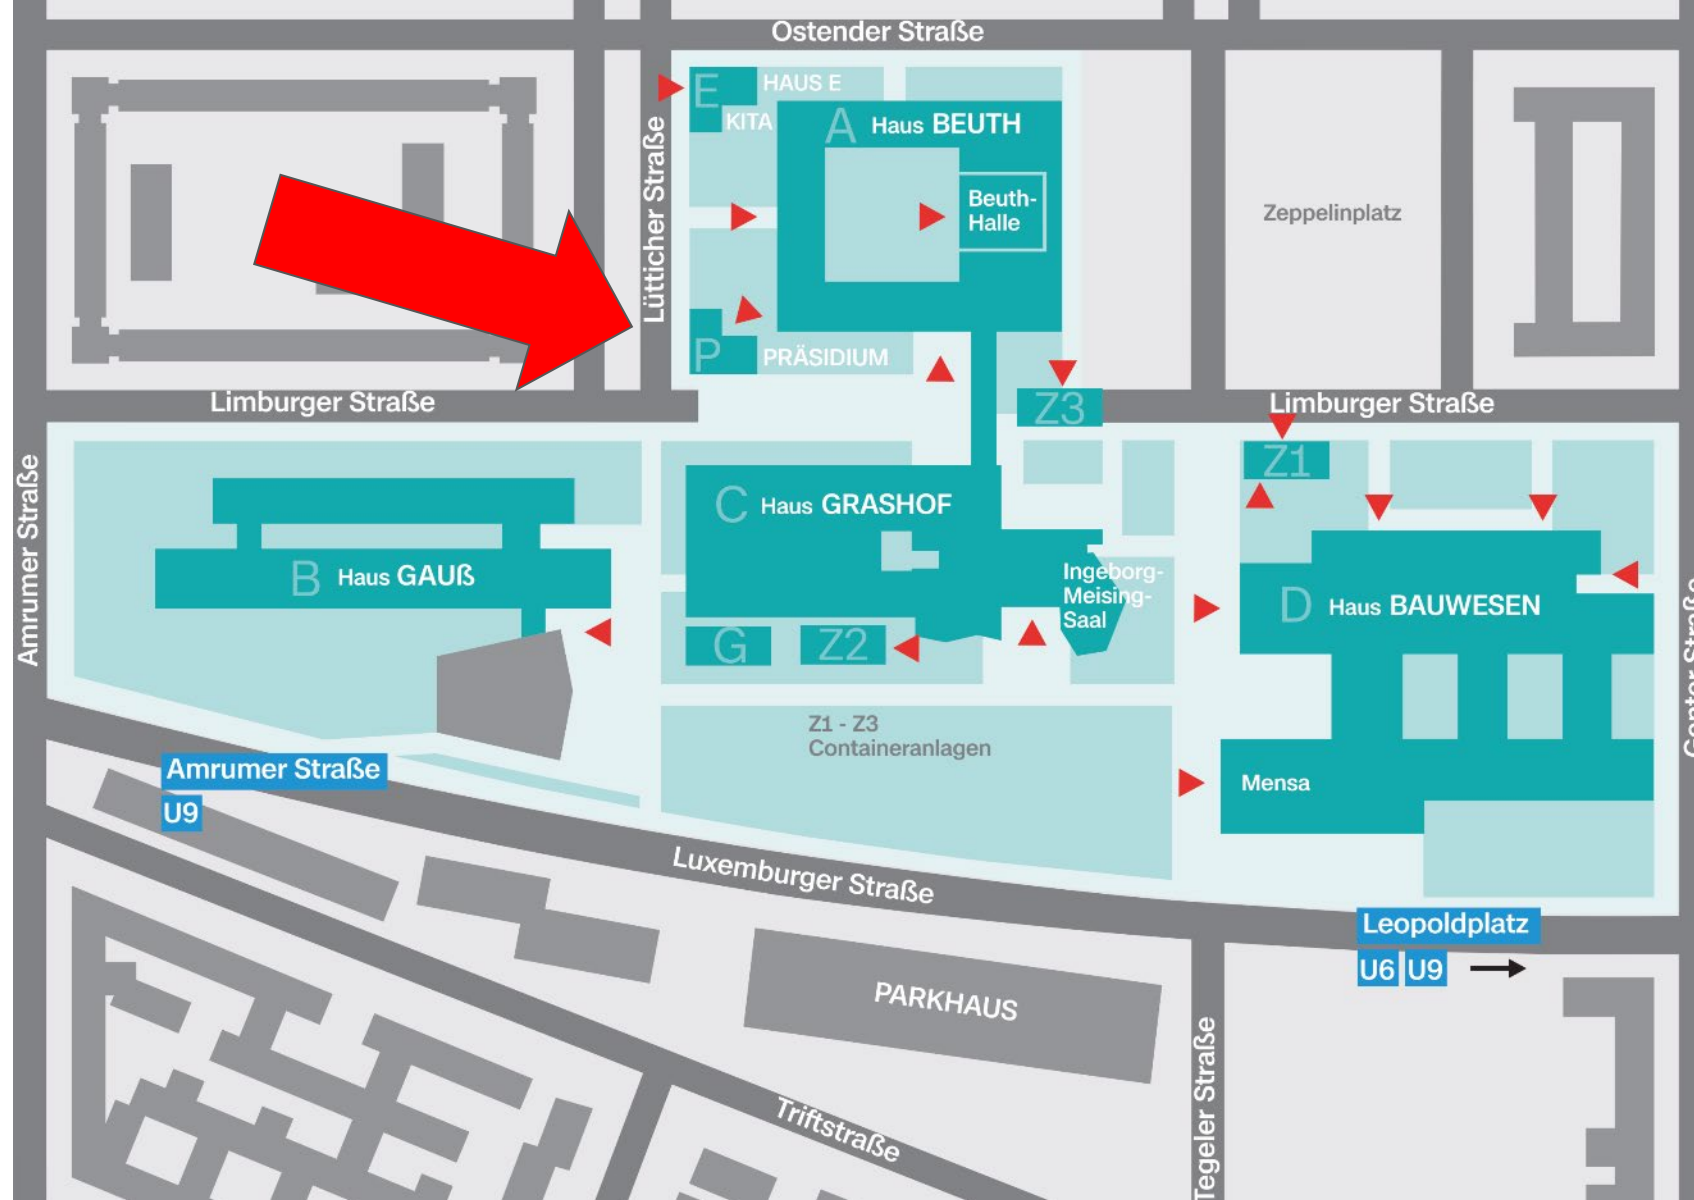 Ostender Straße
E
HAUS E
KITA
A Haus BEUTH
Lütticher Straße
Beuth-
Halle
Zeppelinplatz
P
PRÄSIDIUM
Limburger Straße
Z3
Limburger Straße
Z1
Amrumer Straße
C Haus GRASHOF
B Haus GAUß
Ingeborg-
Meising-
Saal
D Haus BAUWESEN
G
Z2
Z1 - Z3
Containeranlagen
Mensa
Amrumer Straße
U9
Luxemburger Straße
Leopoldplatz
U6 U9
PARKHAUS
Triftstraße
Tegeler Straße